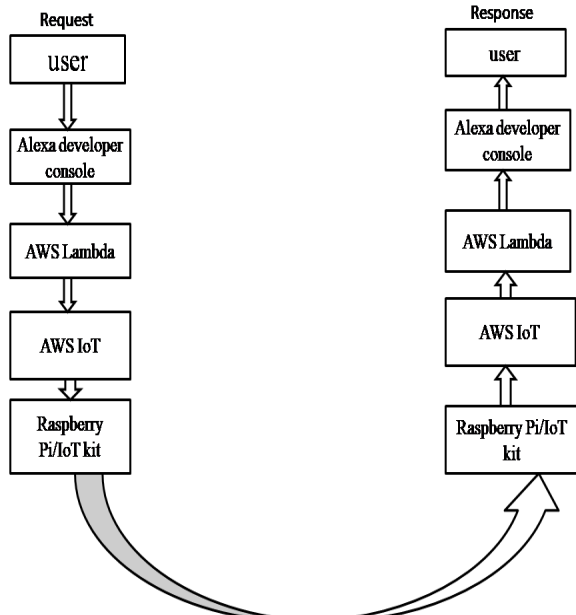 Request
user
Alexa developer
console
AWS Lambda
AWS IoT
Raspberry
Pi/IoT kit
Response
user
Alexa developer
console
AWS Lambda
AWS IoT
Raspberry Pi/IoT
kit